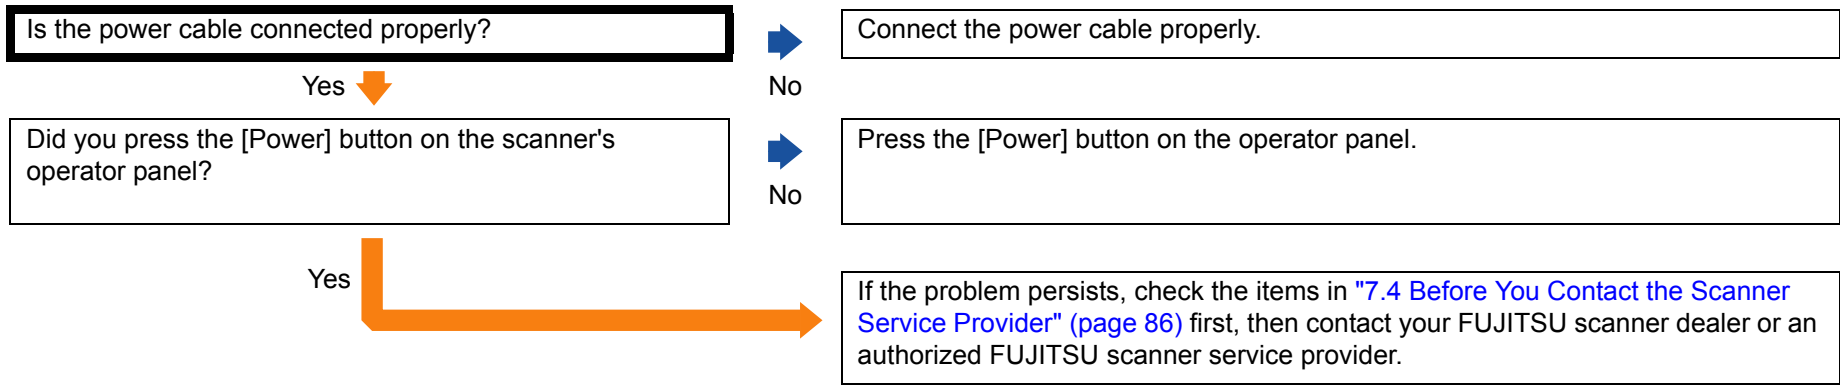 Is the power cable connected properly?
Connect the power cable properly.
Yes
No
Did you press the [Power] button on the scanner's
operator panel?
Press the [Power] button on the operator panel.
No
Yes
If the problem persists, check the items in "7.4 Before You Contact the Scanner
Service Provider" (page 86) first, then contact your FUJITSU scanner dealer or an
authorized FUJITSU scanner service provider.